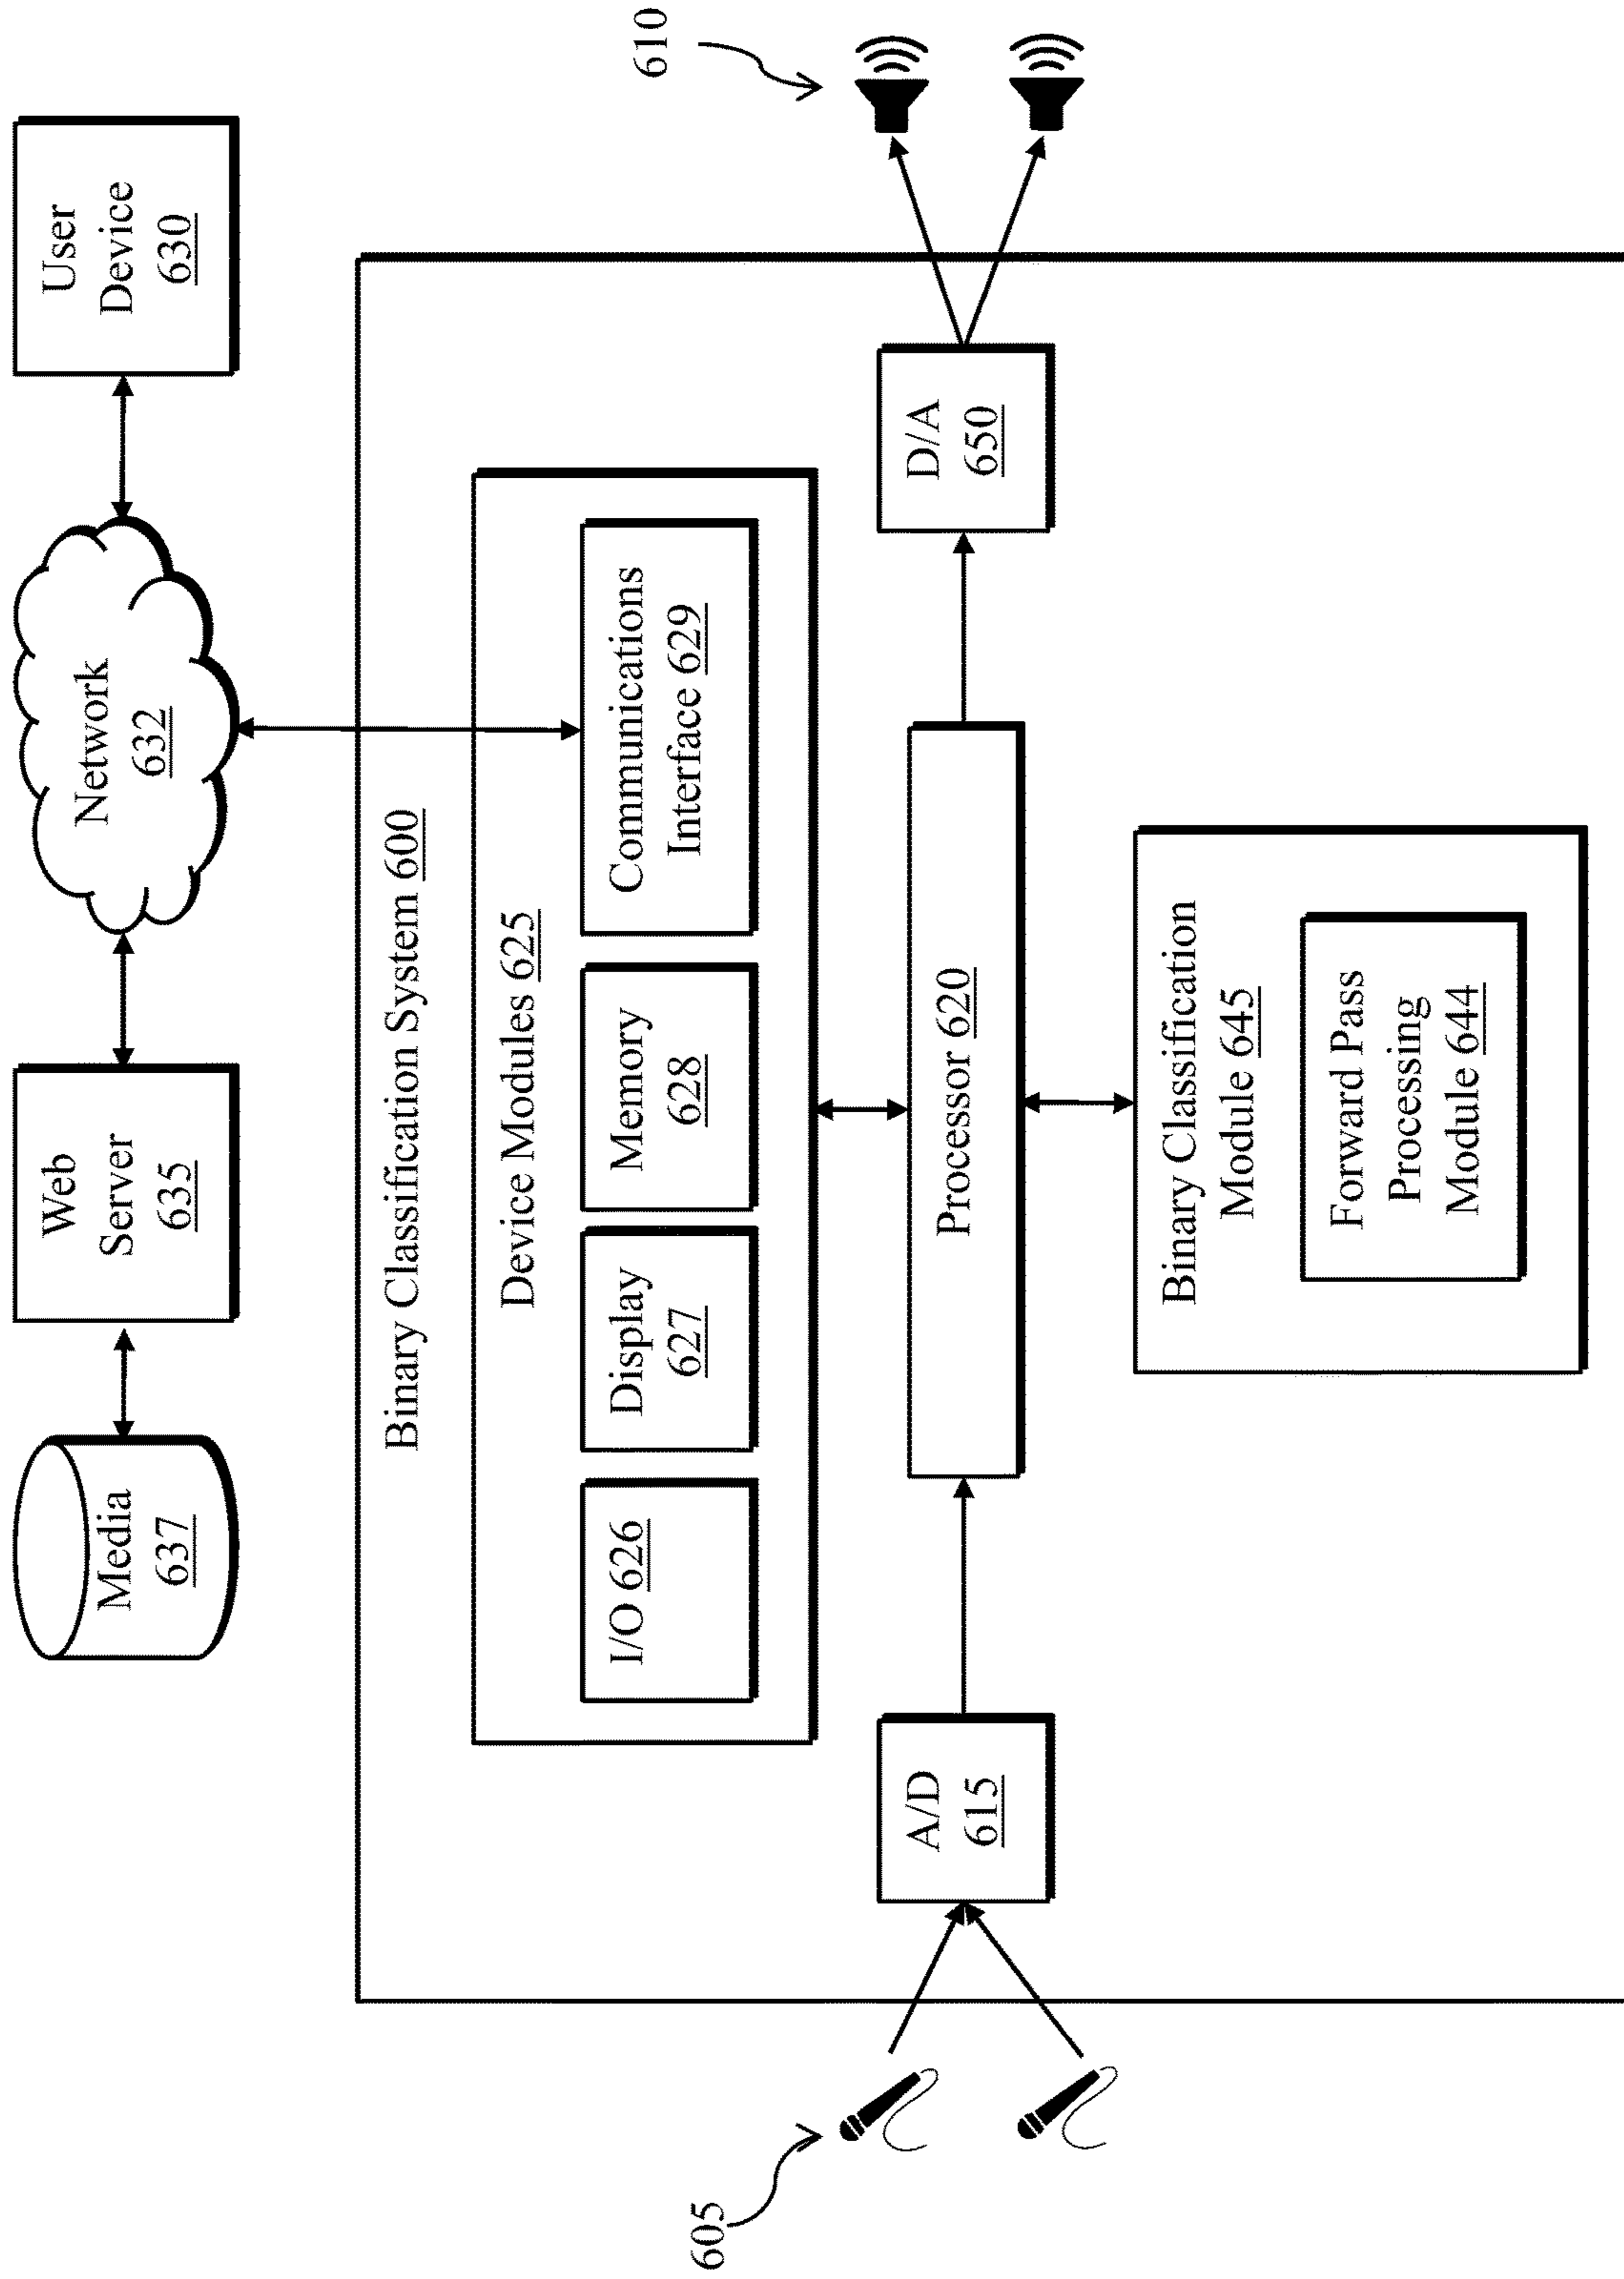 Media
637
Web
Server
635
Network
632
User
Device
630
Binary Classification System 600
Device Modules 625
I/O 626
Display
627
Memory
628
Communications
Interface 629
605
A/D
615
Processor 620
D/A
650
610
Binary Classification
Module 645
Forward Pass
Processing
Module 644